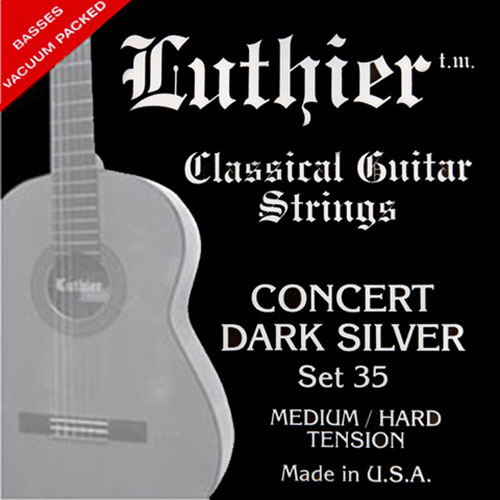 BASSES
VACUUM PACKED
Luthier t.m.
Classical Guitar
Strings
Luthier
CONCERT
DARK SILVER
Set 35
MEDIUM / HARD
TENSION
Made in U.S.A.